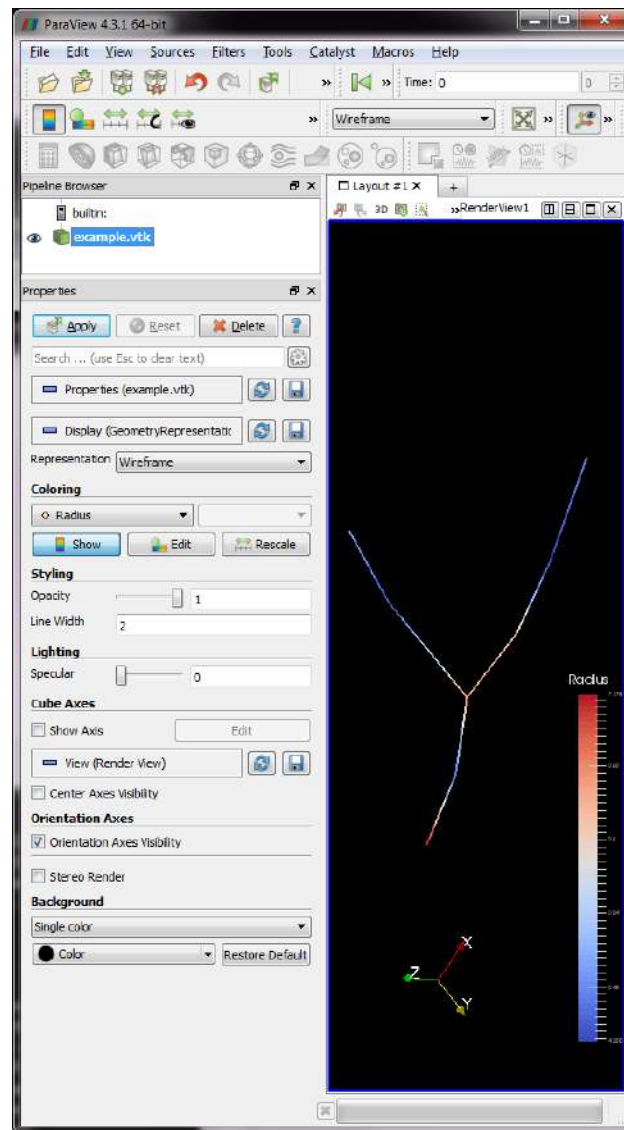 ParaView 4.3.1 64-bit
File Edit View Sources Filters Tools Catalyst Macros Help
» » Time: 0 0
» Wireframe » »
Pipeline Browser
builtin:
example.vtk
Layout #1 +
3D »RenderView1
Properties
Apply Reset Delete ?
Search ... (use Esc to clear text)
Properties (example.vtk)
Display (GeometryRepresentatic
Representation Wireframe
Coloring
Radius
Show Edit Rescale
Styling
Opacity 1
Line Width 2
Lighting
Specular 0
Cube Axes
Show Axis Edit
View (Render View)
Center Axes Visibility
Orientation Axes
Orientation Axes Visibility
Stereo Render
Background
Single color
Color Restore Default
Radius
X
Z
Y